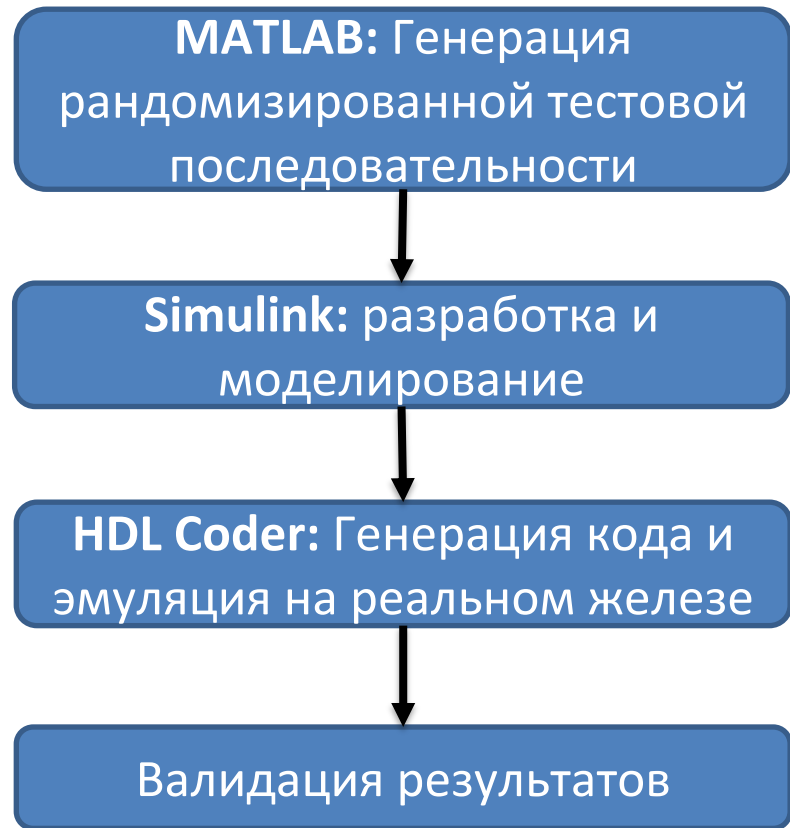 MATLAB: Генерация
рандомизированной тестовой
последовательности
Simulink: разработка и
моделирование
HDL Coder: Генерация кода и
эмуляция на реальном железе
Валидация результатов